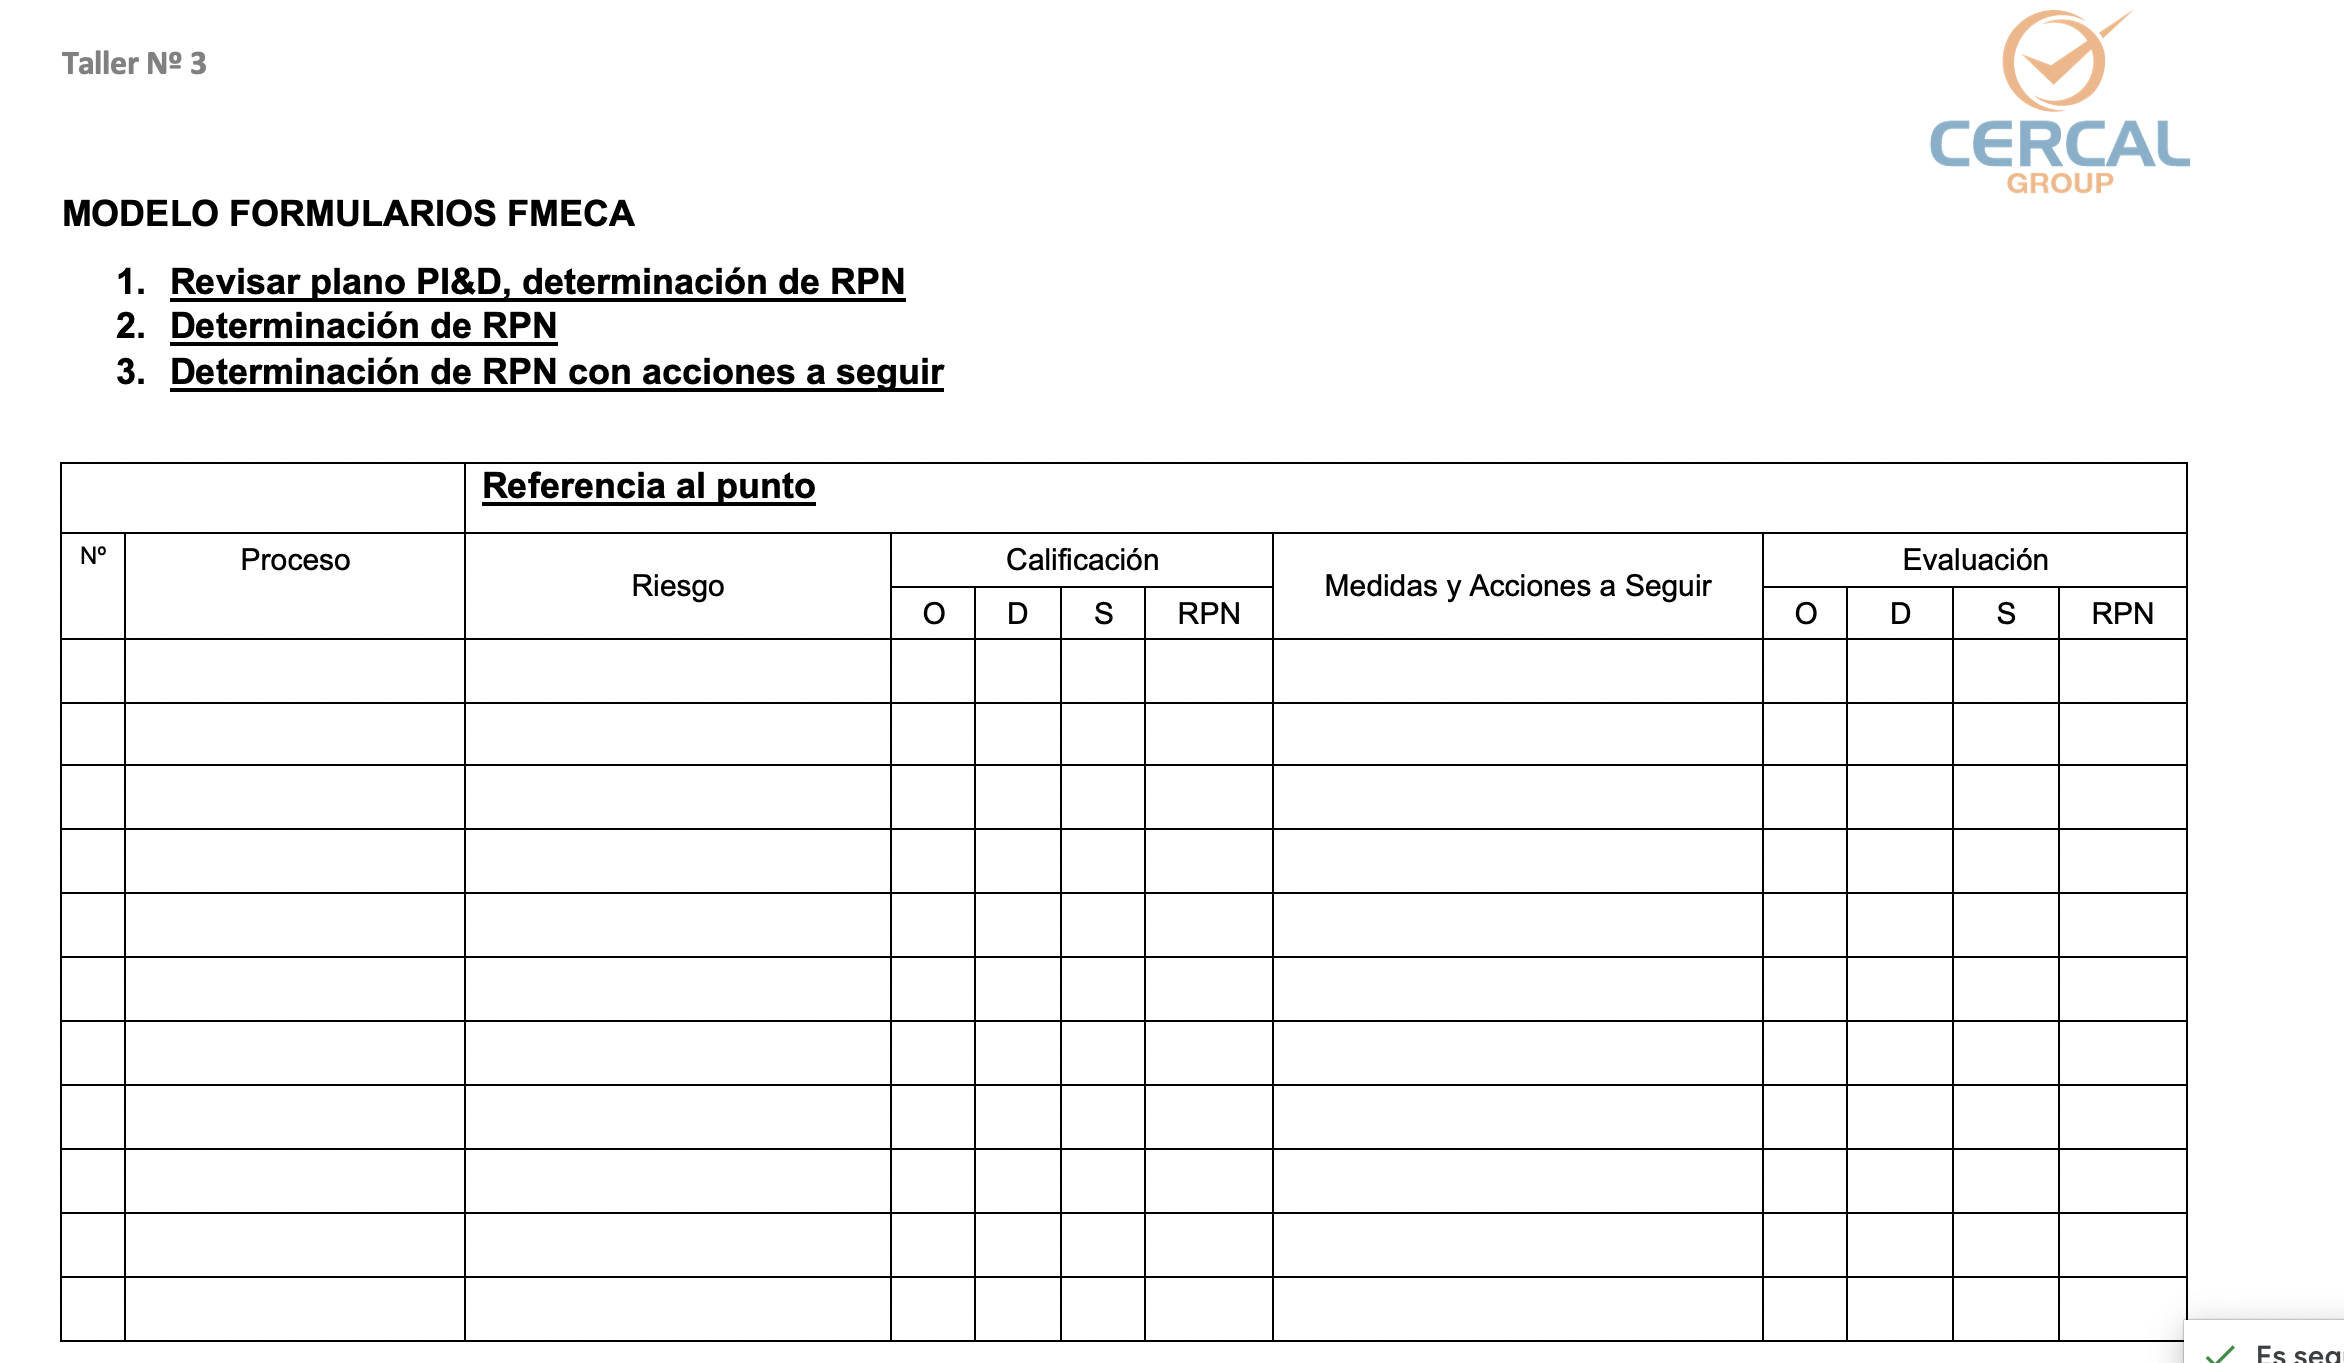 Taller Nº 3
CERCAL
GROUP
MODELO FORMULARIOS FMECA
1. Revisar plano PI&D, determinación de RPN
2. Determinación de RPN
3. Determinación de RPN con acciones a seguir
Referencia al punto
Nº Proceso Riesgo Calificación Medidas y Acciones a Seguir Evaluación
O D S RPN O D S RPN
Es